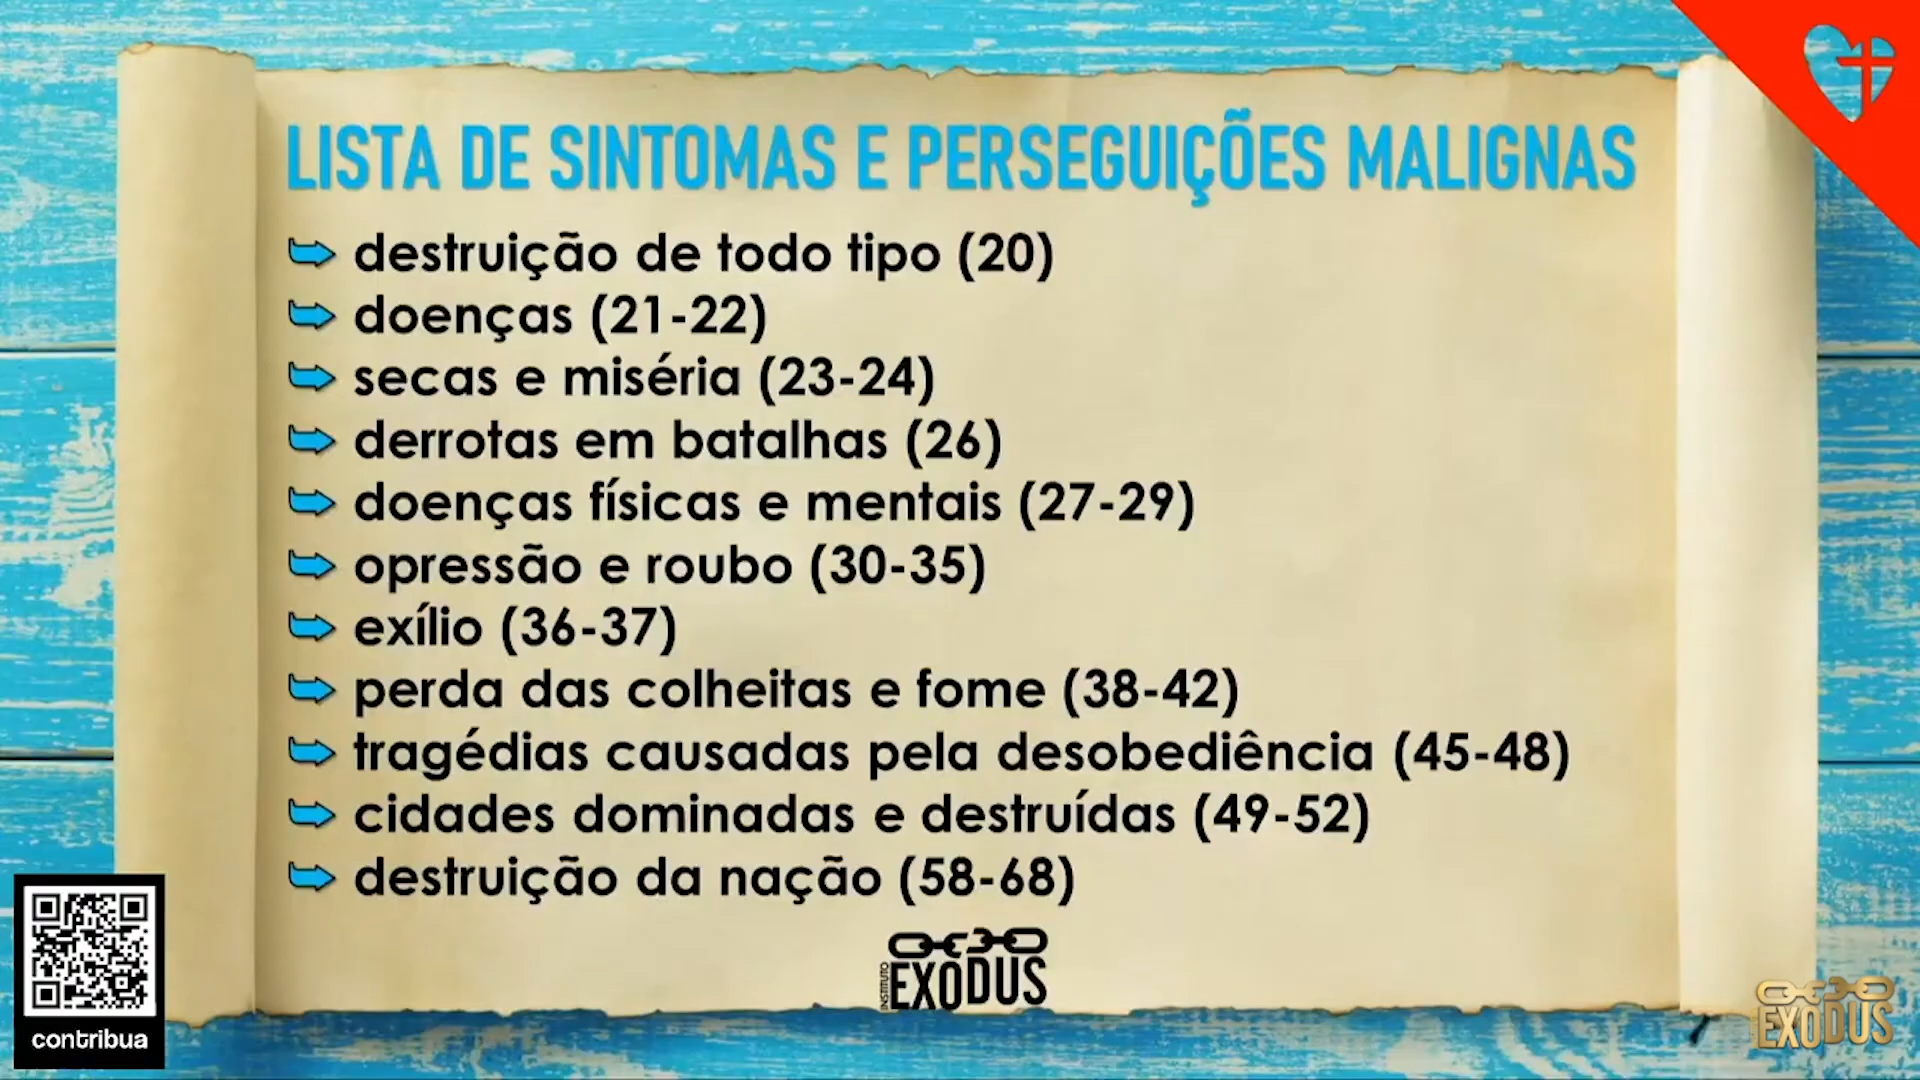 LISTA DE SINTOMAS E PERSEGUIÇÕES MALIGNAS
destruição de todo tipo (20)
doenças (21-22)
secas e miséria (23-24)
derrotas em batalhas (26)
doenças físicas e mentais (27-29)
opressão e roubo (30-35)
exílio (36-37)
perda das colheitas e fome (38-42)
tragédias causadas pela desobediência (45-48)
cidades dominadas e destruídas (49-52)
destruição da nação (58-68)
INSTITUTO
EXODUS
contribua
EXODUS